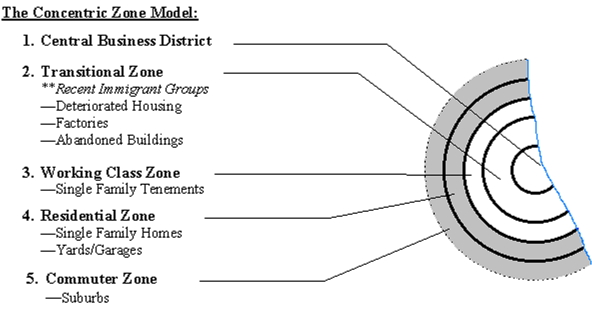 The Concentric Zone Model:
1. Central Business District
2. Transitional Zone
**Recent Immigrant Groups
—Deteriorated Housing
—Factories
—Abandoned Buildings
3. Working Class Zone
—Single Family Tenements
4. Residential Zone
—Single Family Homes
—Yards/Garages
5. Commuter Zone
—Suburbs